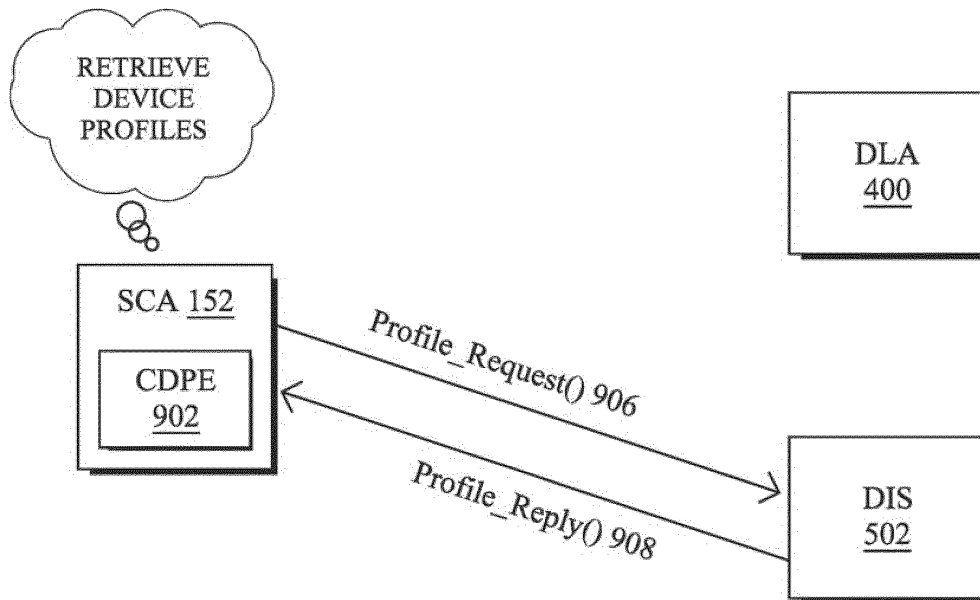 RETRIEVE
DEVICE
PROFILES
DLA
400
SCA 152
CDPE
902
Profile_Request() 906
Profile_Reply() 908
DIS
502